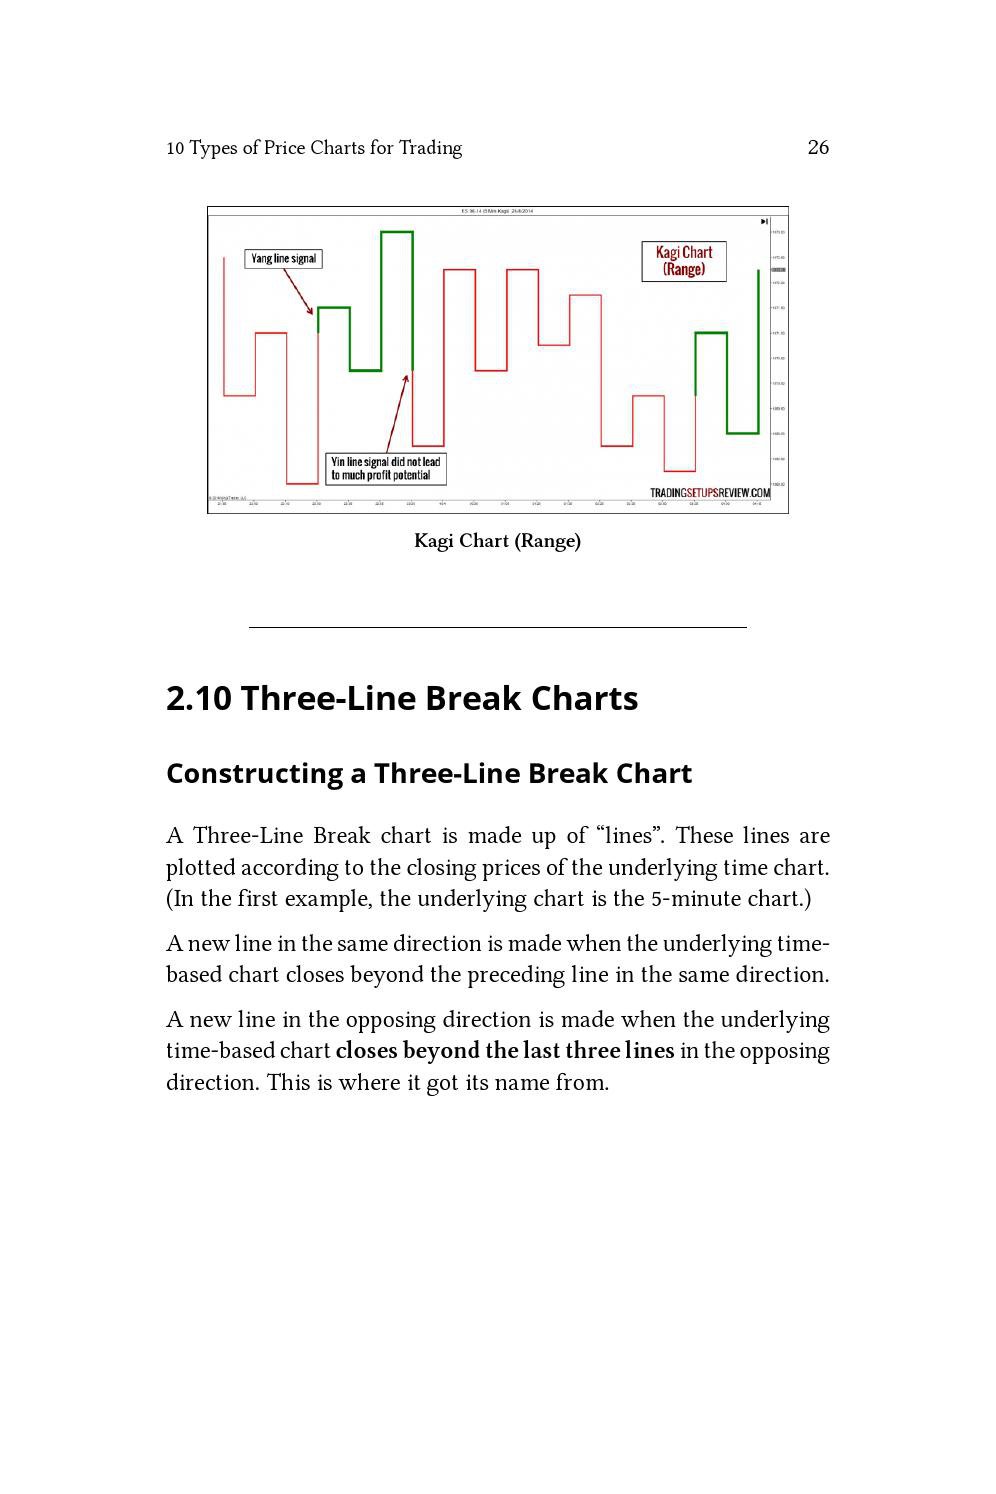 10 Types of Price Charts for Trading 26
Yang line signal
Kagi Chart
(Range)
Yin line signal did not lead
to much profit potential
TRADINGSETUPSREVIEW.COM
Kagi Chart (Range)
2.10 Three-Line Break Charts
Constructing a Three-Line Break Chart
A Three-Line Break chart is made up of “lines”. These lines are
plotted according to the closing prices of the underlying time chart.
(In the first example, the underlying chart is the 5-minute chart.)
A new line in the same direction is made when the underlying time-
based chart closes beyond the preceding line in the same direction.
A new line in the opposing direction is made when the underlying
time-based chart closes beyond the last three lines in the opposing
direction. This is where it got its name from.